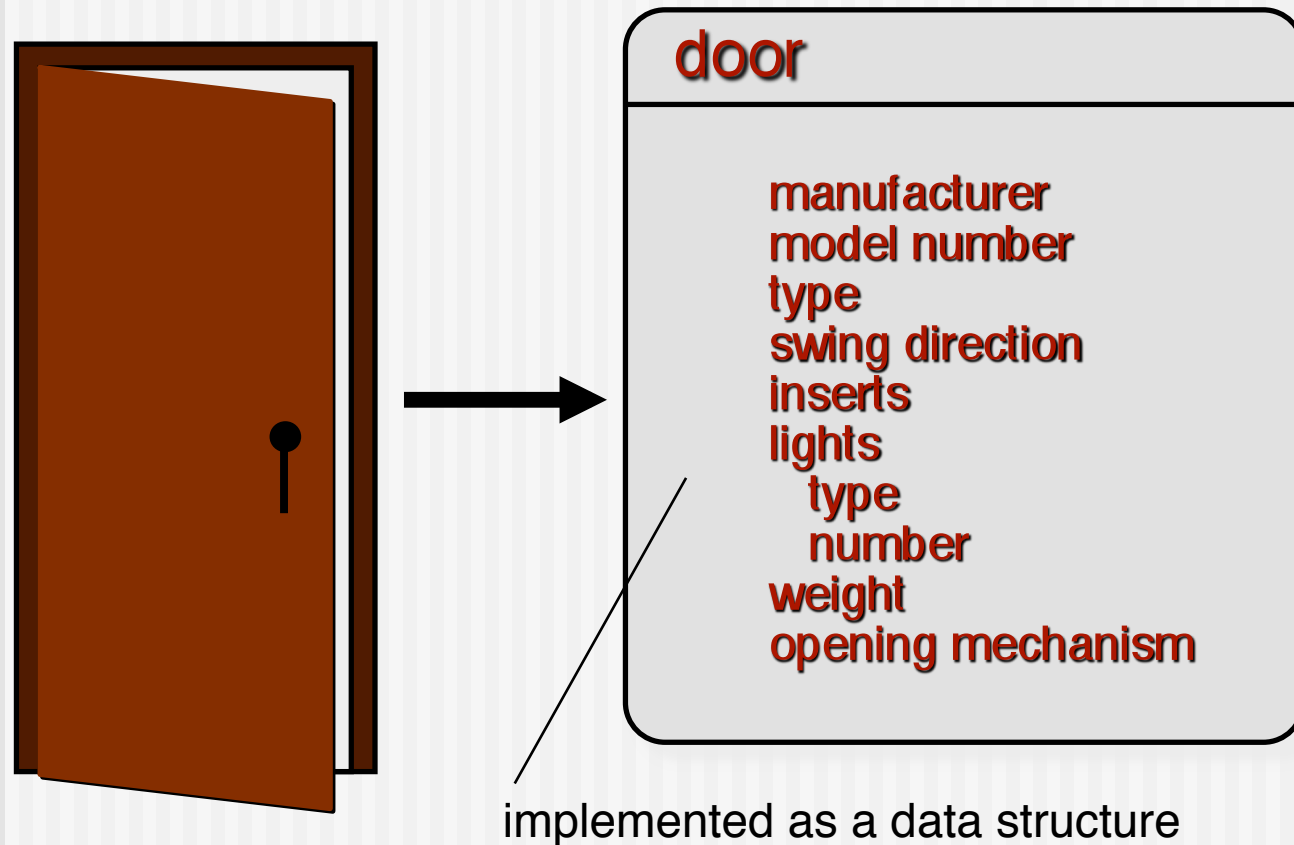 door
manufacturer
model number
type
swing direction
inserts
lights
type
number
weight
opening mechanism
implemented as a data structure